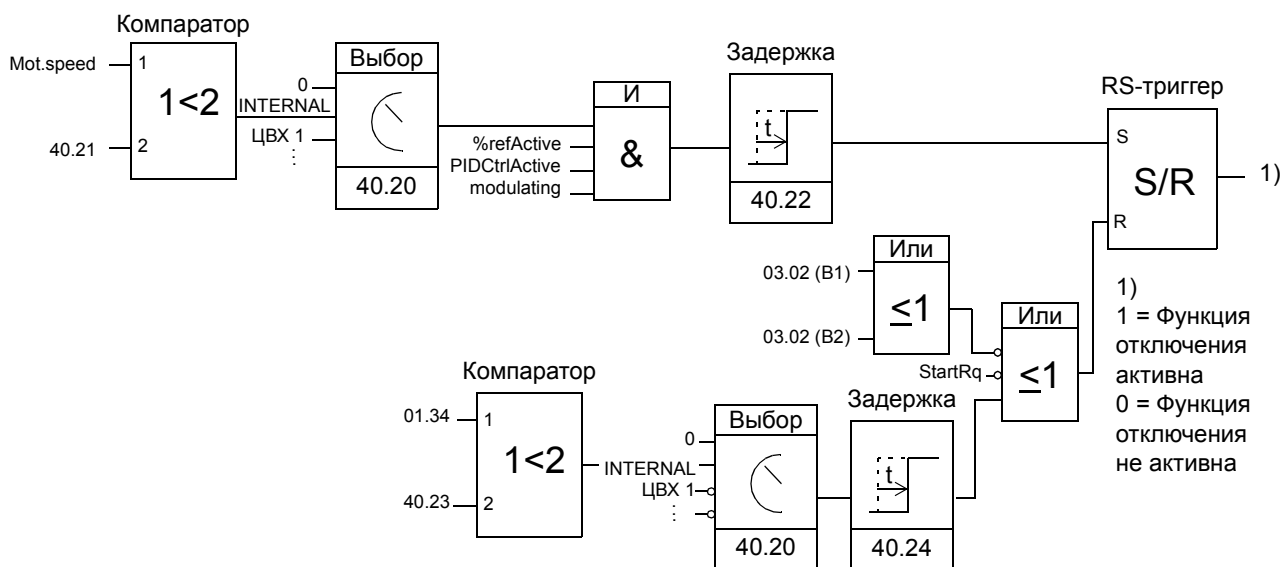 Компаратор
Mot.speed
1
1<2
40.21
2
Выбор
0
INTERNAL
ЦВХ 1
⋮
40.20
И
%refActive
PIDCtrlActive
modulating
&
Задержка
t
40.22
RS-триггер
S
S/R
R
1)
Или
03.02 (B1)
≤1
03.02 (B2)
Или
StartRq
≤1
1)
1 = Функция
отключения
активна
0 = Функция
отключения
не активна
Компаратор
01.34
1
1<2
40.23
2
Выбор
0
INTERNAL
ЦВХ 1
⋮
40.20
Задержка
t
40.24